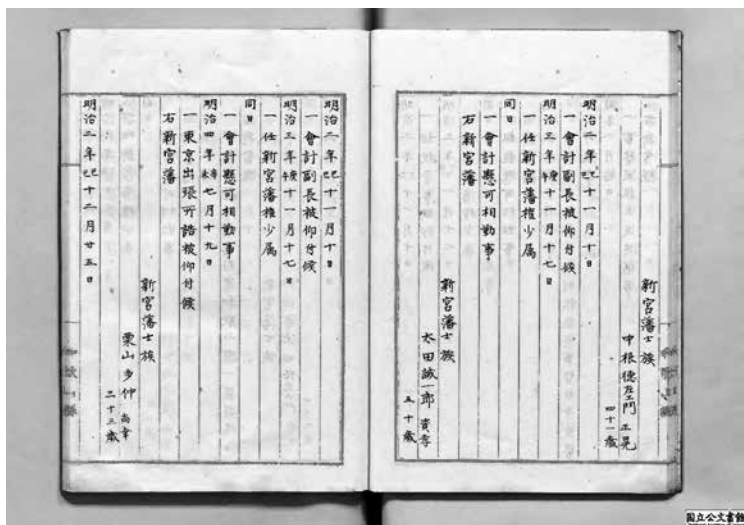 新宮藩士族
中根德左エ門 正晃
四十一歳
明治二年己巳十一月十日
一會計副長被仰付候
明治三年庚午十一月十七日
一任新宮藩権少属
同日
一會計懸可相勤事
右新宮藩
新宮藩士族
太田誠一郎 資孝
五十歳
明治二年己巳十一月十日
一會計副長被仰付候
明治三年庚午十一月十七日
一任新宮藩権少属
同日
一會計懸可相勤事
明治四年辛未七月十九日
一東京出張所詰被仰付候
右新宮藩
新宮藩士族
栗山多仲
二十三歳
明治二年己巳十二月廿五日
国立公文書館